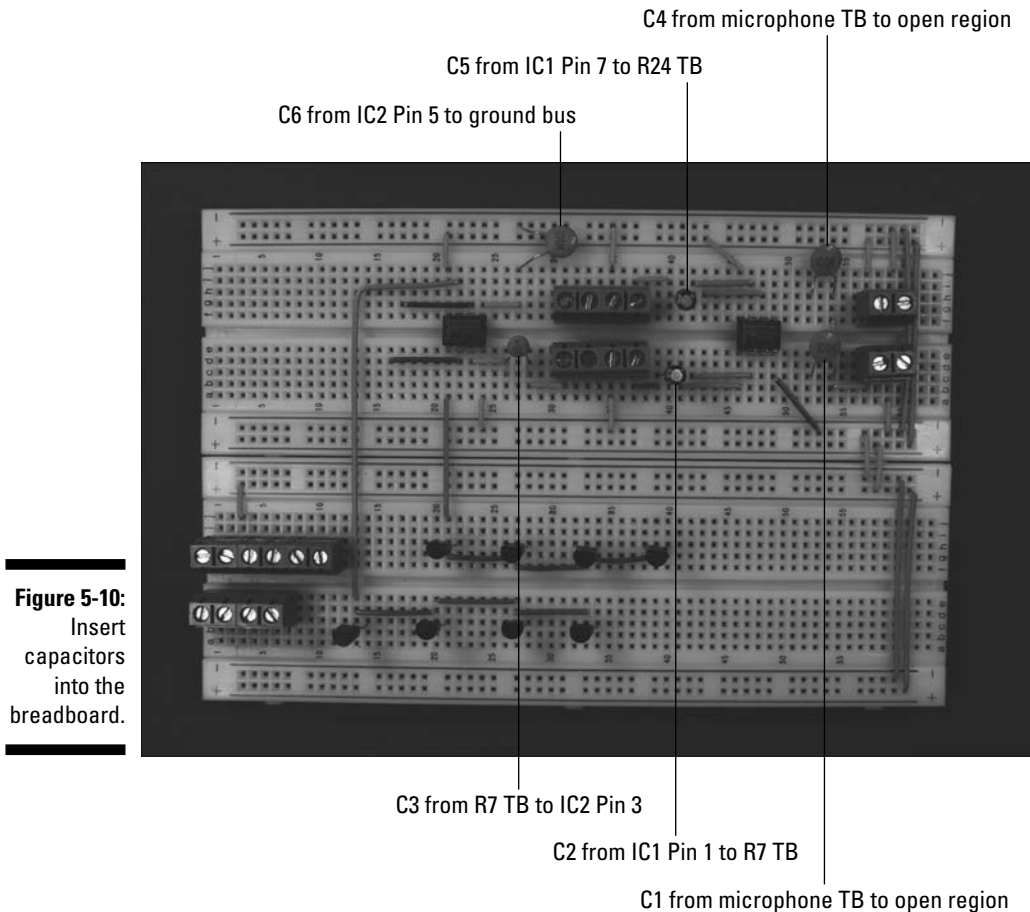 C4 from microphone TB to open region
C5 from IC1 Pin 7 to R24 TB
C6 from IC2 Pin 5 to ground bus
Figure 5-10:
Insert
capacitors
into the
breadboard.
C3 from R7 TB to IC2 Pin 3
C2 from IC1 Pin 1 to R7 TB
C1 from microphone TB to open region